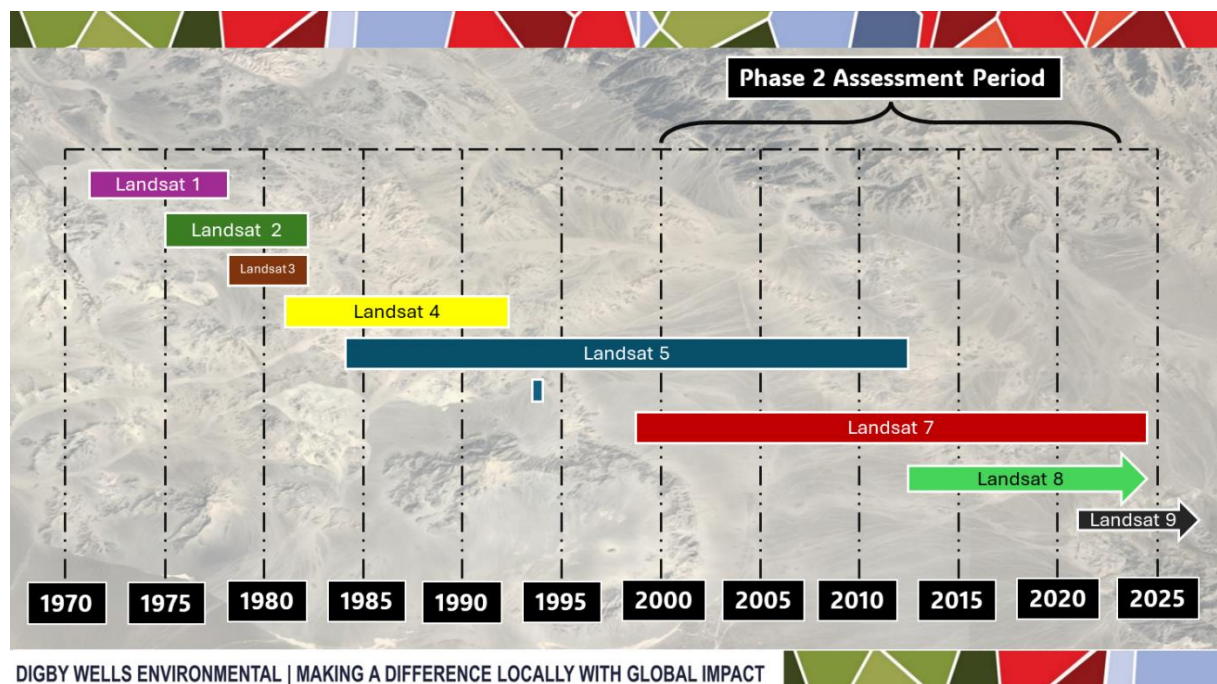 Phase 2 Assessment Period
Landsat 1
Landsat 2
Landsat3
Landsat 4
Landsat 5
Landsat 7
Landsat 8
Landsat 9
1970 1975 1980 1985 1990 1995 2000 2005 2010 2015 2020 2025
DIGBY WELLS ENVIRONMENTAL | MAKING A DIFFERENCE LOCALLY WITH GLOBAL IMPACT